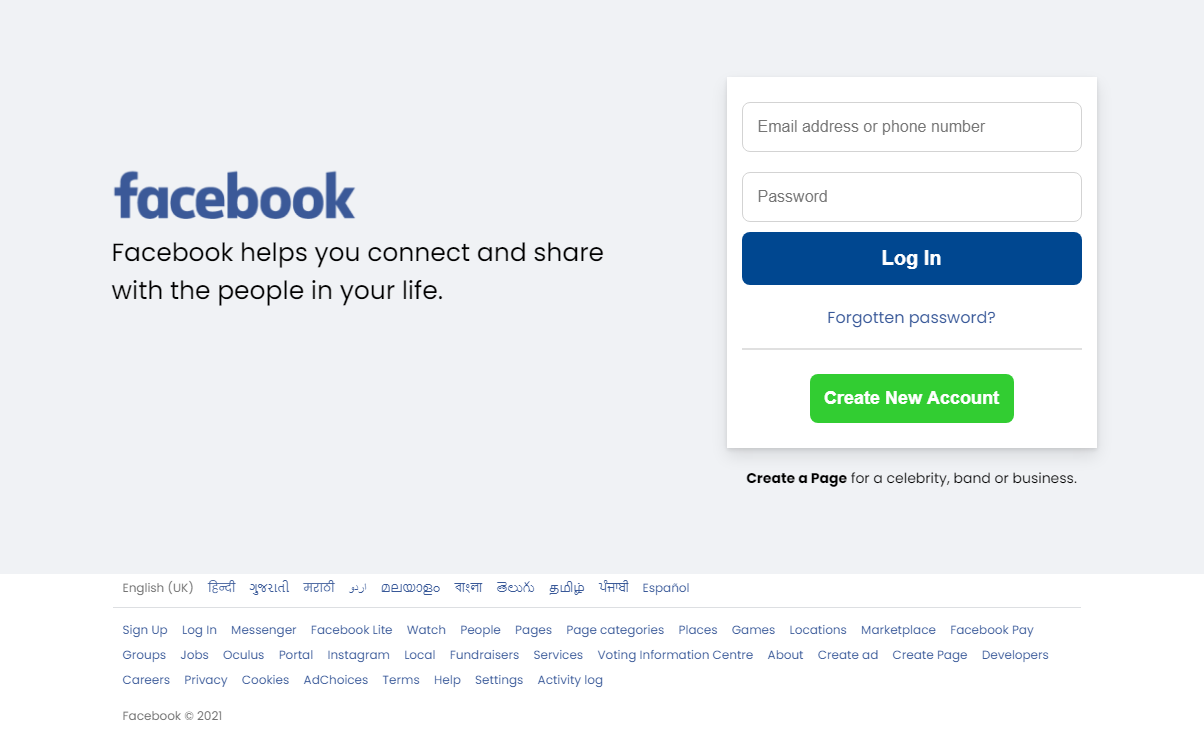 facebook
Facebook helps you connect and share
with the people in your life.
Email address or phone number
Password
Log In
Forgotten password?
Create New Account
Create a Page for a celebrity, band or business.
English (UK) हिन्दी ગુજરાતી मराठी اردو മലയാളം বাংলা తెలుగు தமிழ் ਪੰਜਾਬੀ Español
Sign Up Log In Messenger Facebook Lite Watch People Pages Page categories Places Games Locations Marketplace Facebook Pay
Groups Jobs Oculus Portal Instagram Local Fundraisers Services Voting Information Centre About Create ad Create Page Developers
Careers Privacy Cookies AdChoices Terms Help Settings Activity log
Facebook © 2021